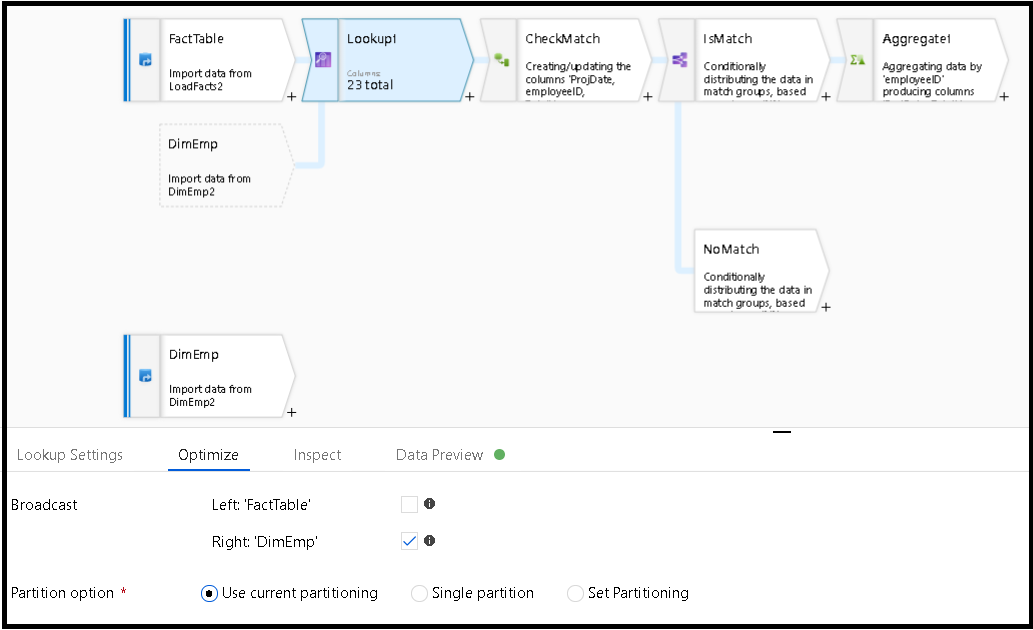 FactTable
Import data from
LoadFacts2
+
Lookup1
Columns:
23 total
+
CheckMatch
Creating/updating the
columns 'ProjDate,
employeeID,
+
IsMatch
Conditionally
distributing the data in
match groups, based
+
Aggregate1
Aggregating data by
'employeeID'
producing columns
+
DimEmp
Import data from
DimEmp2
NoMatch
Conditionally
distributing the data in
match groups, based
+
DimEmp
Import data from
DimEmp2
+
Lookup Settings
Optimize
Inspect
Data Preview
Broadcast
Left: 'FactTable'
Right: 'DimEmp'
Partition option *
Use current partitioning
Single partition
Set Partitioning